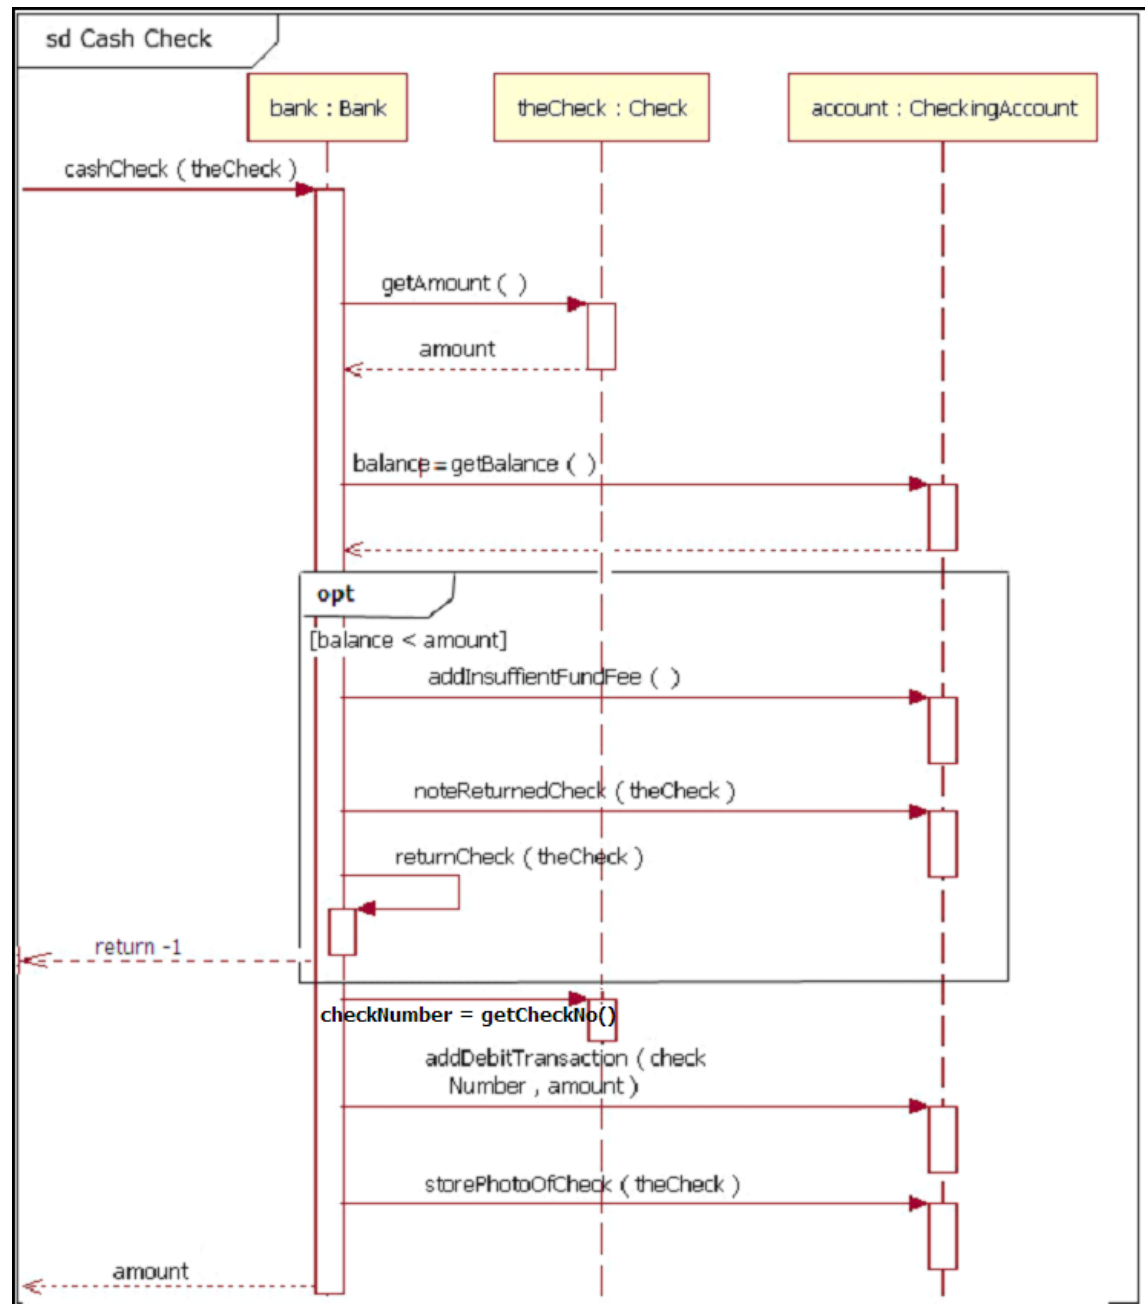 sd Cash Check
bank : Bank
theCheck : Check
account : CheckingAccount
cashCheck ( theCheck )
getAmount ( )
amount
balance = getBalance ( )
opt
[balance < amount]
addInsuffientFundFee ( )
noteReturnedCheck ( theCheck )
returnCheck ( theCheck )
return -1
checkNumber = getCheckNo()
addDebitTransaction ( check
Number , amount )
storePhotoOfCheck ( theCheck )
amount